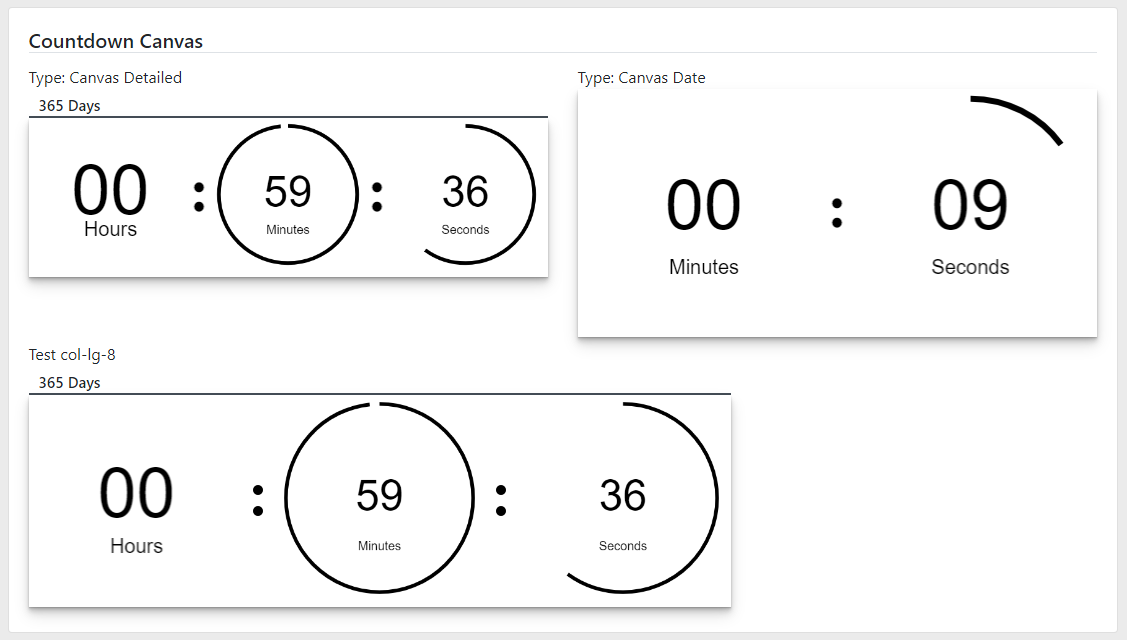 Countdown Canvas
Type: Canvas Detailed
365 Days
00 : 59 : 36
Hours Minutes Seconds
Type: Canvas Date
00 : 09
Minutes Seconds
Test col-lg-8
365 Days
00 : 59 : 36
Hours Minutes Seconds